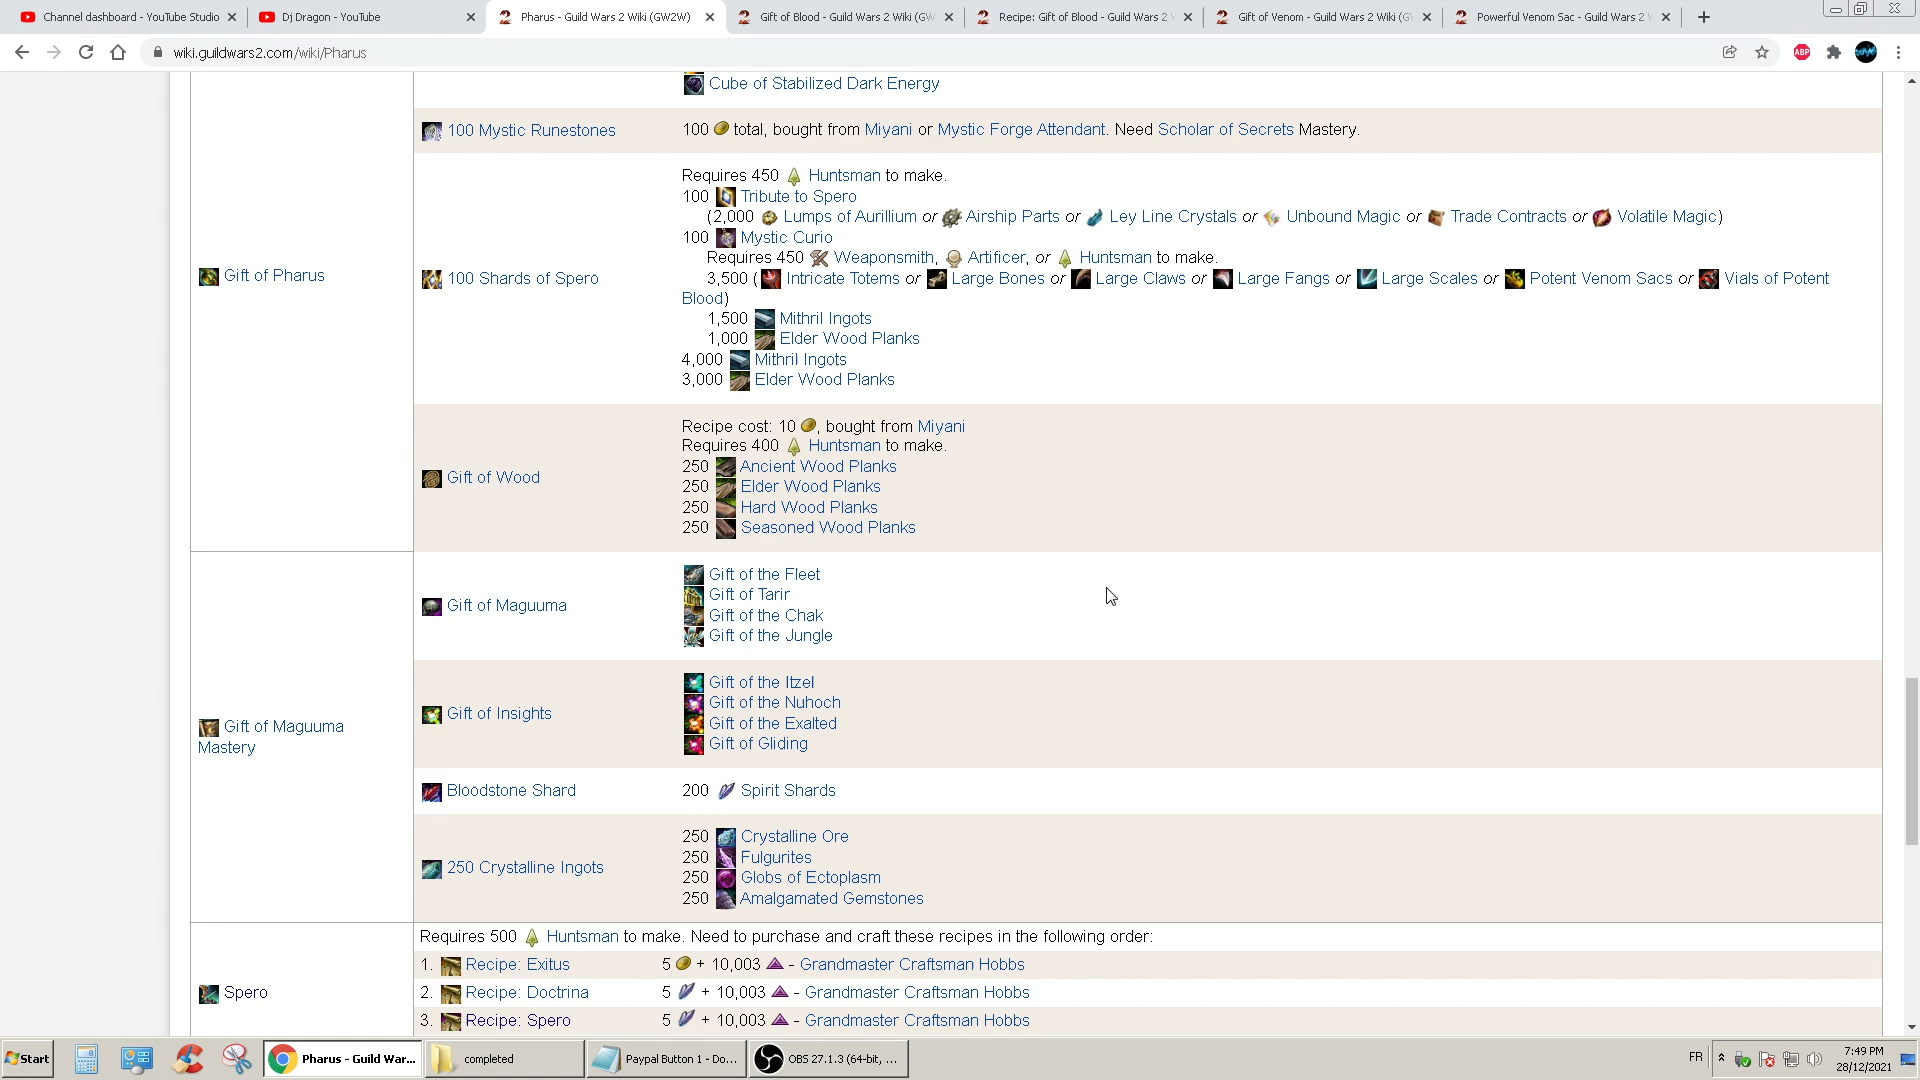 Channel dashboard - YouTube Studio
Dj Dragon - YouTube
Pharus - Guild Wars 2 Wiki (GW2W)
Gift of Blood - Guild Wars 2 Wiki (GW
Recipe: Gift of Blood - Guild Wars 2
Gift of Venom - Guild Wars 2 Wiki (G
Powerful Venom Sac - Guild Wars 2
wiki.guildwars2.com/wiki/Pharus
ABP
Cube of Stabilized Dark Energy
100 Mystic Runestones
100 total, bought from Miyani or Mystic Forge Attendant. Need Scholar of Secrets Mastery.
Gift of Pharus
100 Shards of Spero
Requires 450 Huntsman to make.
100 Tribute to Spero
(2,000 Lumps of Aurillium or Airship Parts or Ley Line Crystals or Unbound Magic or Trade Contracts or Volatile Magic)
100 Mystic Curio
Requires 450 Weaponsmith, Artificer, or Huntsman to make.
3,500 ( Intricate Totems or Large Bones or Large Claws or Large Fangs or Large Scales or Potent Venom Sacs or Vials of Potent
Blood)
1,500 Mithril Ingots
1,000 Elder Wood Planks
4,000 Mithril Ingots
3,000 Elder Wood Planks
Gift of Wood
Recipe cost: 10 , bought from Miyani
Requires 400 Huntsman to make.
250 Ancient Wood Planks
250 Elder Wood Planks
250 Hard Wood Planks
250 Seasoned Wood Planks
Gift of Maguuma
Mastery
Gift of Maguuma
Gift of the Fleet
Gift of Tarir
Gift of the Chak
Gift of the Jungle
Gift of Insights
Gift of the Itzel
Gift of the Nuhoch
Gift of the Exalted
Gift of Gliding
Bloodstone Shard
200 Spirit Shards
250 Crystalline Ingots
250 Crystalline Ore
250 Fulgurites
250 Globs of Ectoplasm
250 Amalgamated Gemstones
Spero
Requires 500 Huntsman to make. Need to purchase and craft these recipes in the following order:
1. Recipe: Exitus 5 + 10,003 - Grandmaster Craftsman Hobbs
2. Recipe: Doctrina 5 + 10,003 - Grandmaster Craftsman Hobbs
3. Recipe: Spero 5 + 10,003 - Grandmaster Craftsman Hobbs
Start
Pharus - Guild War...
completed
Paypal Button 1 - Do...
OBS 27.1.3 (64-bit, ...
FR
7:49 PM
28/12/2021